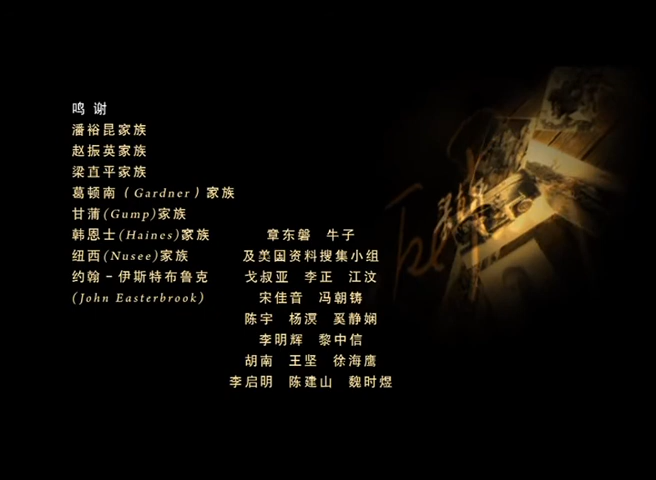 鸣 谢
潘裕昆家族
赵振英家族
梁直平家族
葛顿南（Gardner）家族
甘蒲(Gump)家族
韩恩士(Haines)家族
纽西(Nusee)家族
约翰－伊斯特布鲁克
(John Easterbrook)
章东磐 牛子
及美国资料搜集小组
戈叔亚 李正 江汶
宋佳音 冯朝铸
陈宇 杨溟 奚静娴
李明辉 黎中信
胡南 王坚 徐海鹰
李启明 陈建山 魏时煜